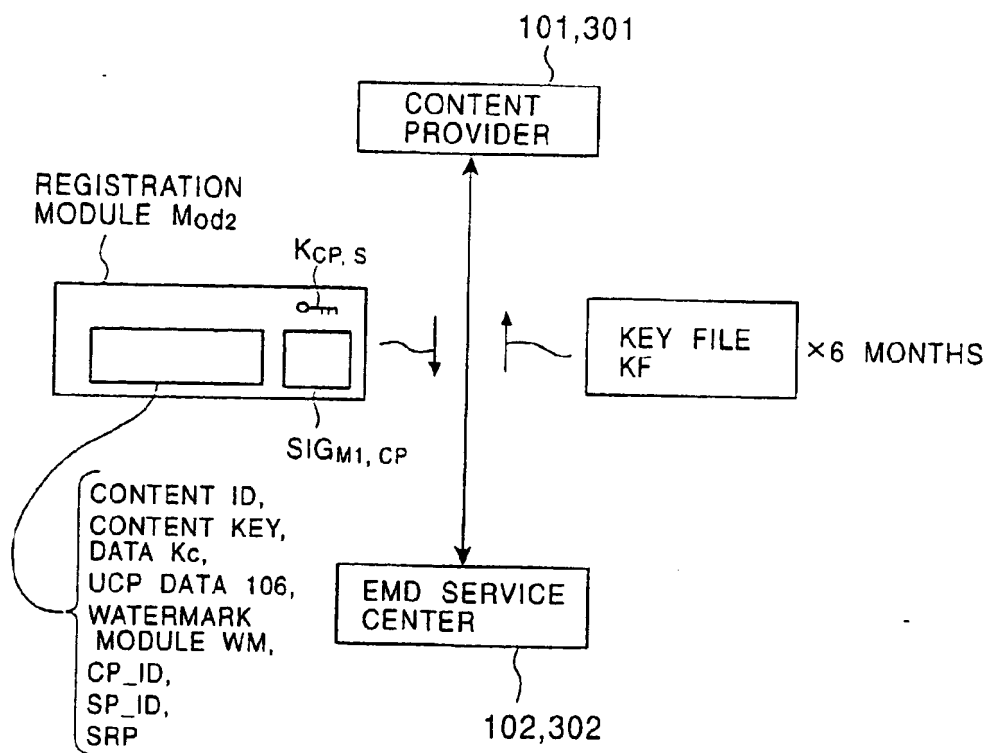 101,301
CONTENT
PROVIDER
REGISTRATION
MODULE Mod2
KCP, S
KEY FILE
KF
×6 MONTHS
SIGM1, CP
CONTENT ID,
CONTENT KEY,
DATA Kc,
UCP DATA 106,
WATERMARK
MODULE WM,
CP_ID,
SP_ID,
SRP
EMD SERVICE
CENTER
102,302